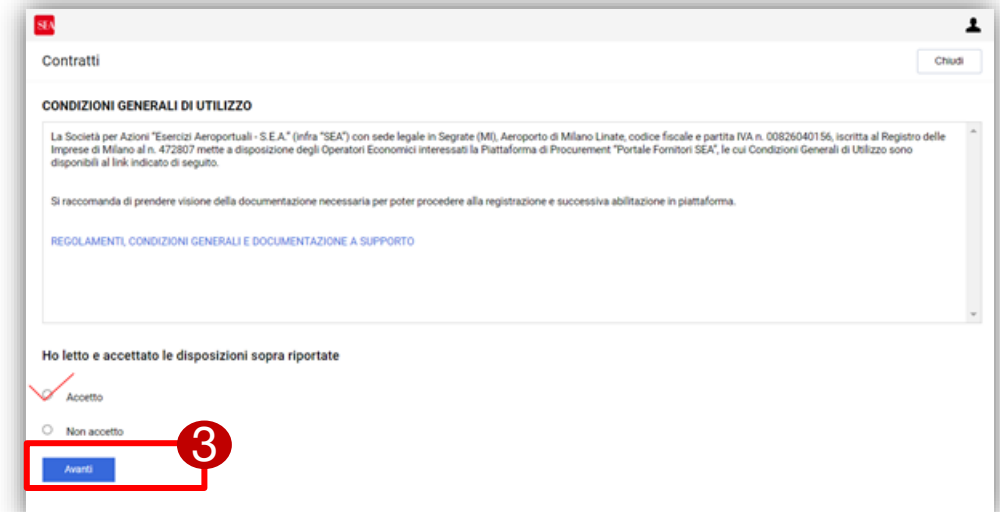 SEA
Contratti
Chiudi
CONDIZIONI GENERALI DI UTILIZZO
La Società per Azioni "Esercizi Aeroportuali - S.E.A." (infra "SEA") con sede legale in Segrate (MI), Aeroporto di Milano Linate, codice fiscale e partita IVA n. 00826040156, iscritta al Registro delle
Imprese di Milano al n. 472807 mette a disposizione degli Operatori Economici interessati la Piattaforma di Procurement "Portale Fornitori SEA", le cui Condizioni Generali di Utilizzo sono
disponibili al link indicato di seguito.
Si raccomanda di prendere visione della documentazione necessaria per poter procedere alla registrazione e successiva abilitazione in piattaforma.
REGOLAMENTI, CONDIZIONI GENERALI E DOCUMENTAZIONE A SUPPORTO
Ho letto e accettato le disposizioni sopra riportate
Accetto
Non accetto
3
Avanti